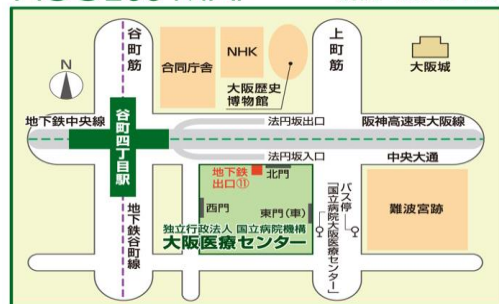 谷町筋
合同庁舎
NHK
大阪歴史
博物館
上町筋
大阪城
N
地下鉄中央線
谷町四丁目駅
法円坂出口
阪神高速東大阪線
法円坂入口
中央大通
地下鉄
出口⑪
北門
西門
東門(車)
独立行政法人 国立病院機構
大阪医療センター
地下鉄谷町線
バス停
「国立病院大阪医療センター」
難波宮跡